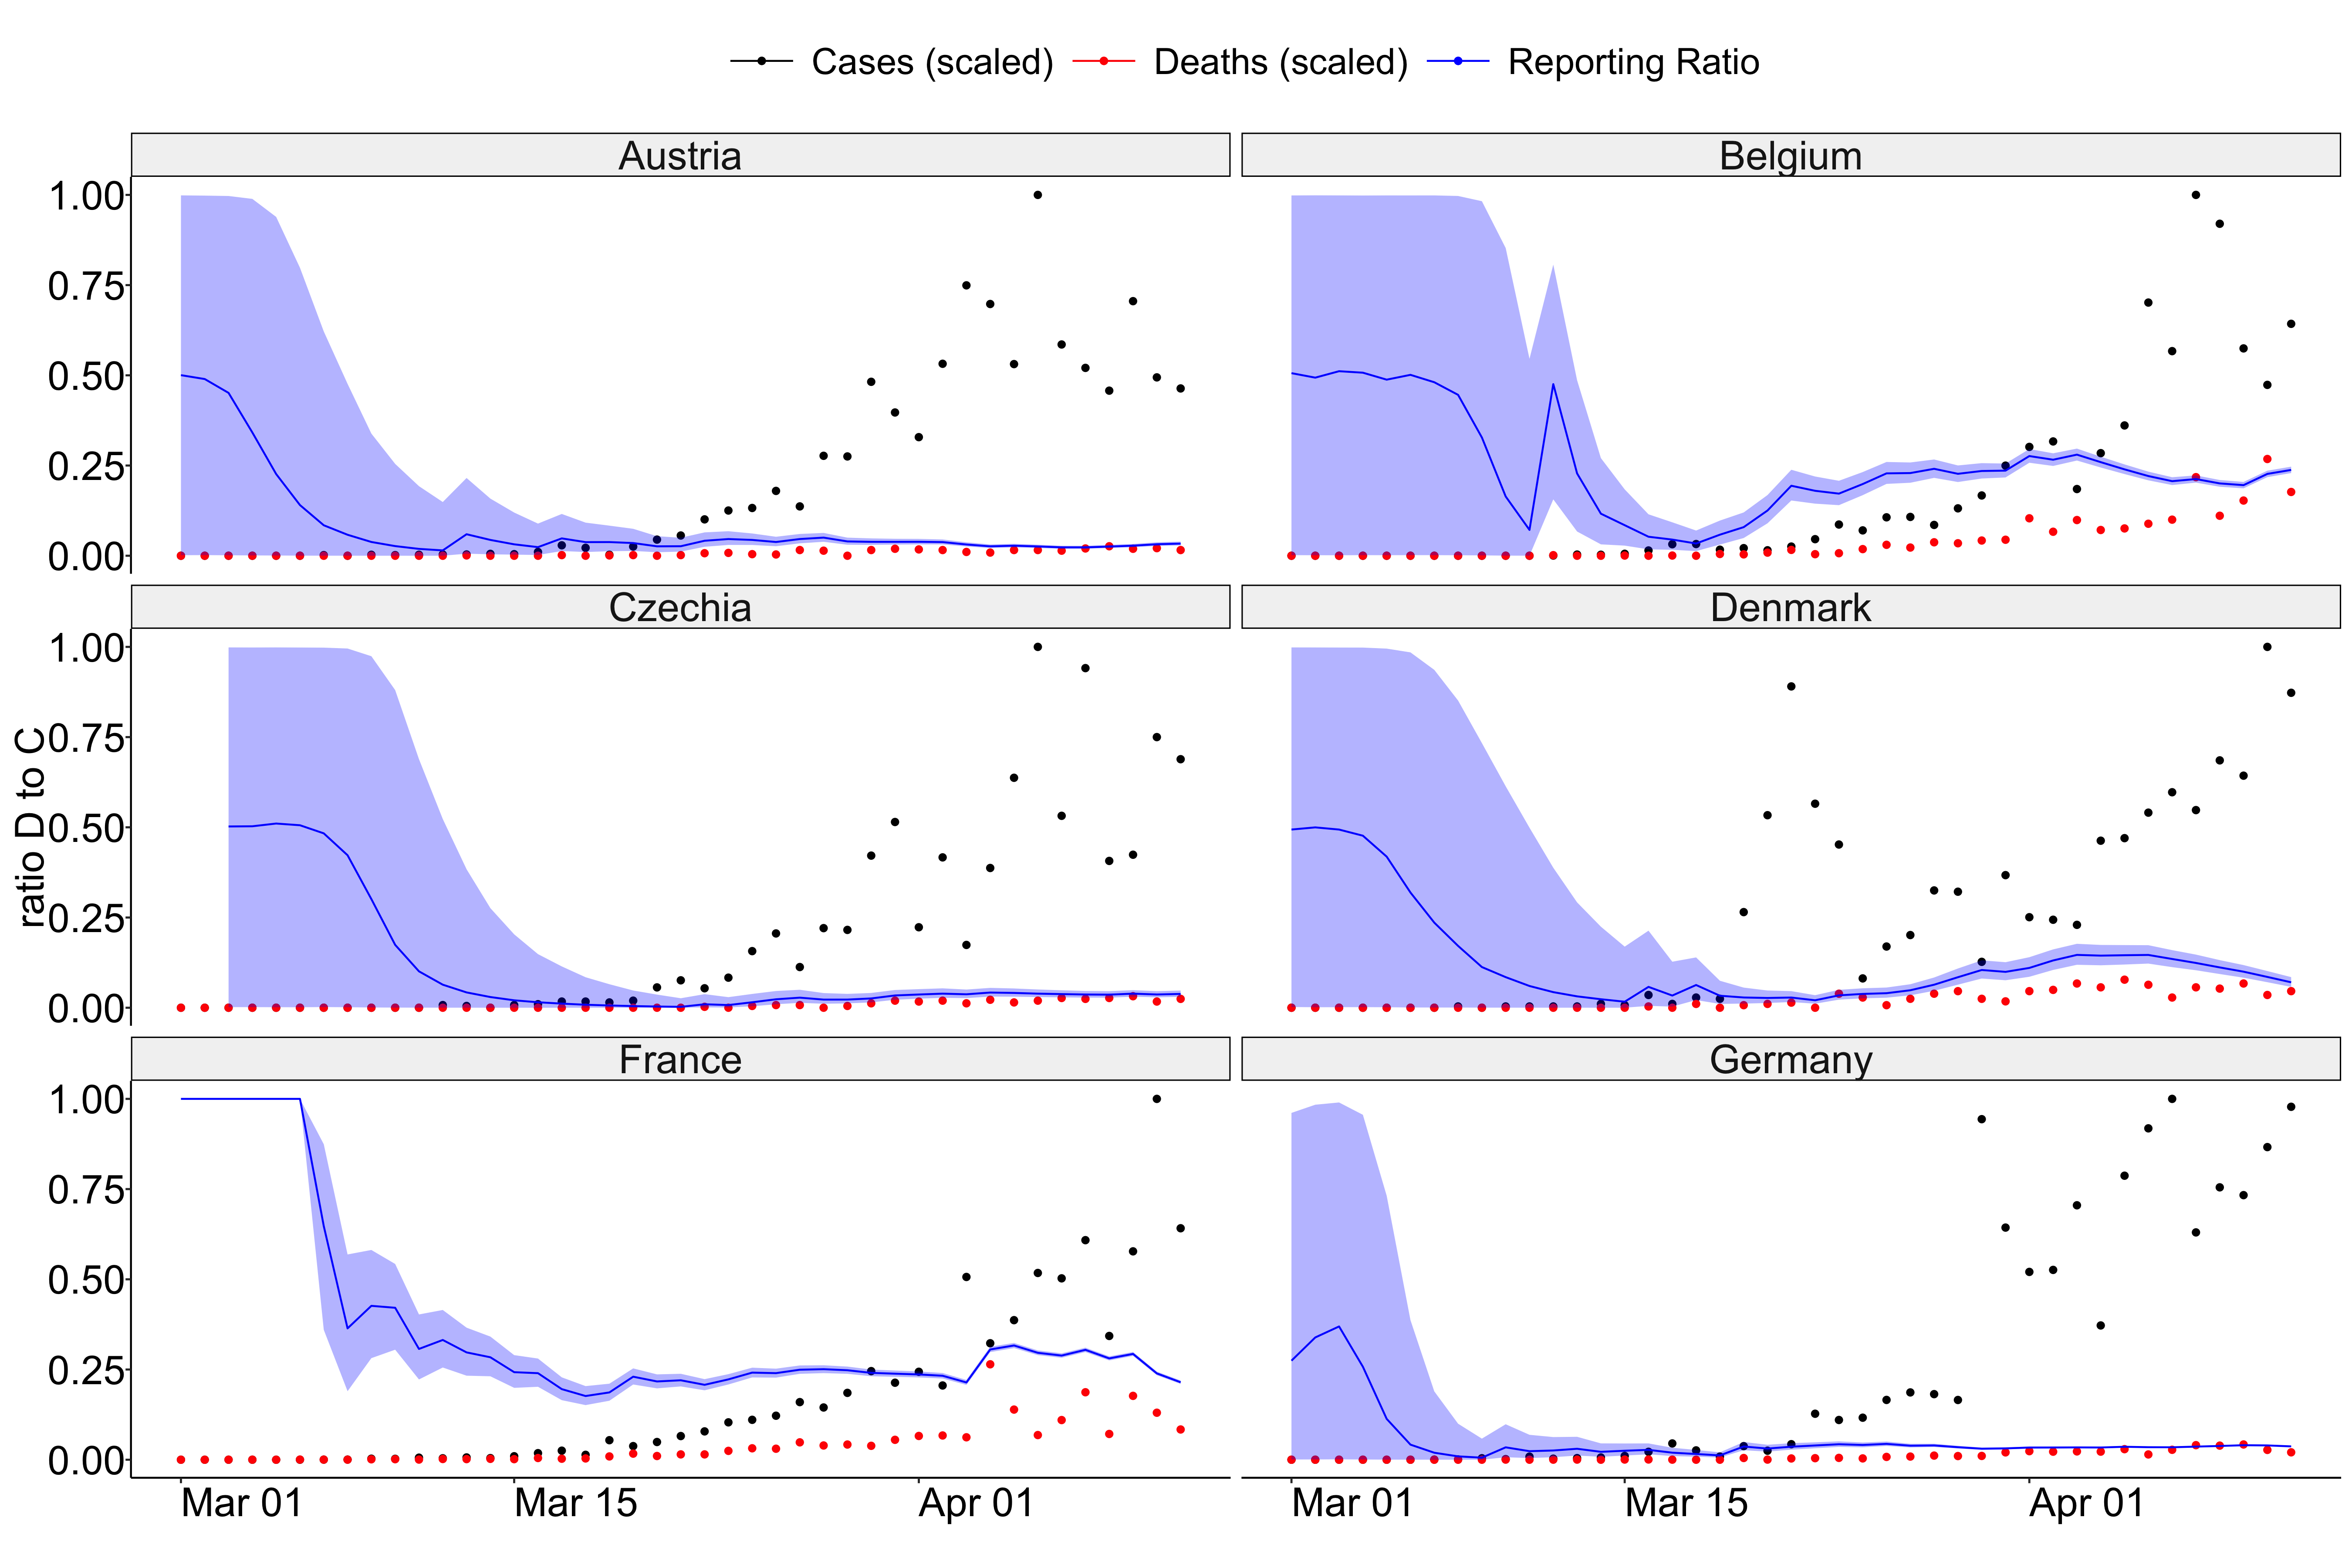 Cases (scaled) Deaths (scaled) Reporting Ratio
Austria Belgium
1.00
0.75
0.50
0.25
0.00
Czechia Denmark
1.00
0.75
0.50
0.25
0.00
ratio D to C
France Germany
1.00
0.75
0.50
0.25
0.00
Mar 01 Mar 15 Apr 01 Mar 01 Mar 15 Apr 01